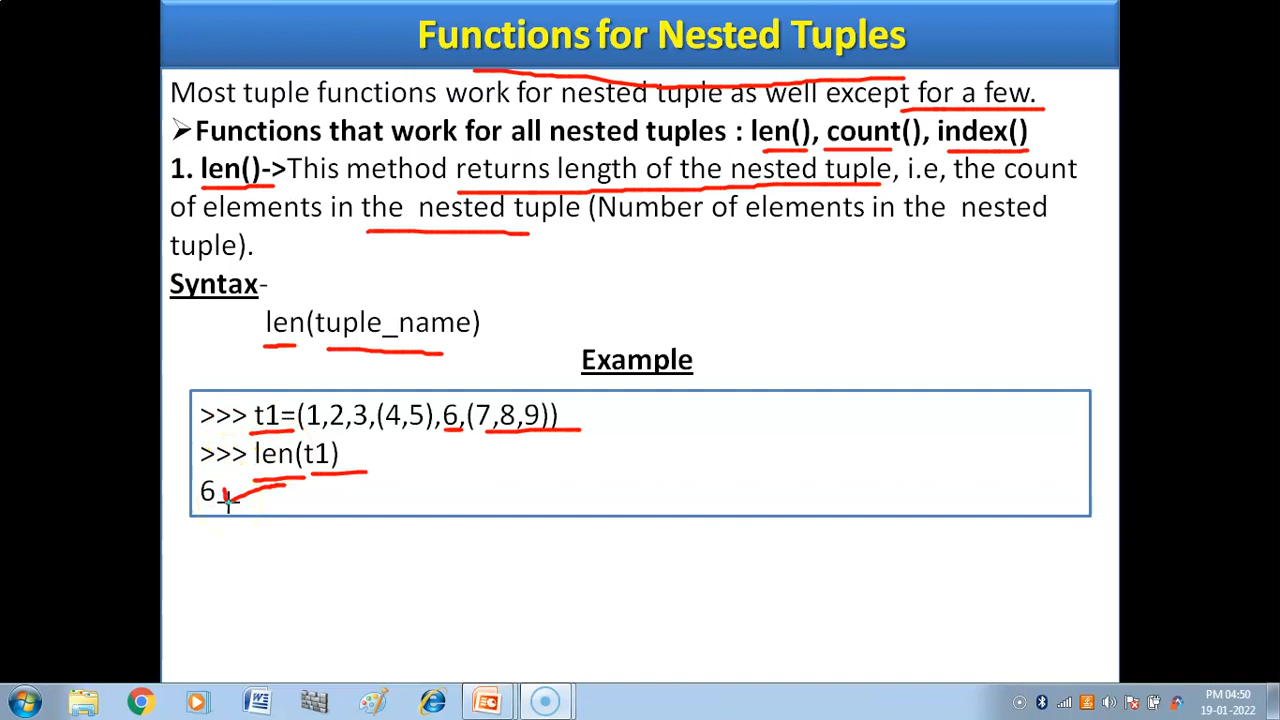 Functions for Nested Tuples
Most tuple functions work for nested tuple as well except for a few.
➢Functions that work for all nested tuples : len(), count(), index()
1. len()->This method returns length of the nested tuple, i.e, the count
of elements in the nested tuple (Number of elements in the nested
tuple).
Syntax-
len(tuple_name)
Example
>>> t1=(1,2,3,(4,5),6,(7,8,9))
>>> len(t1)
6
PM 04:50
19-01-2022